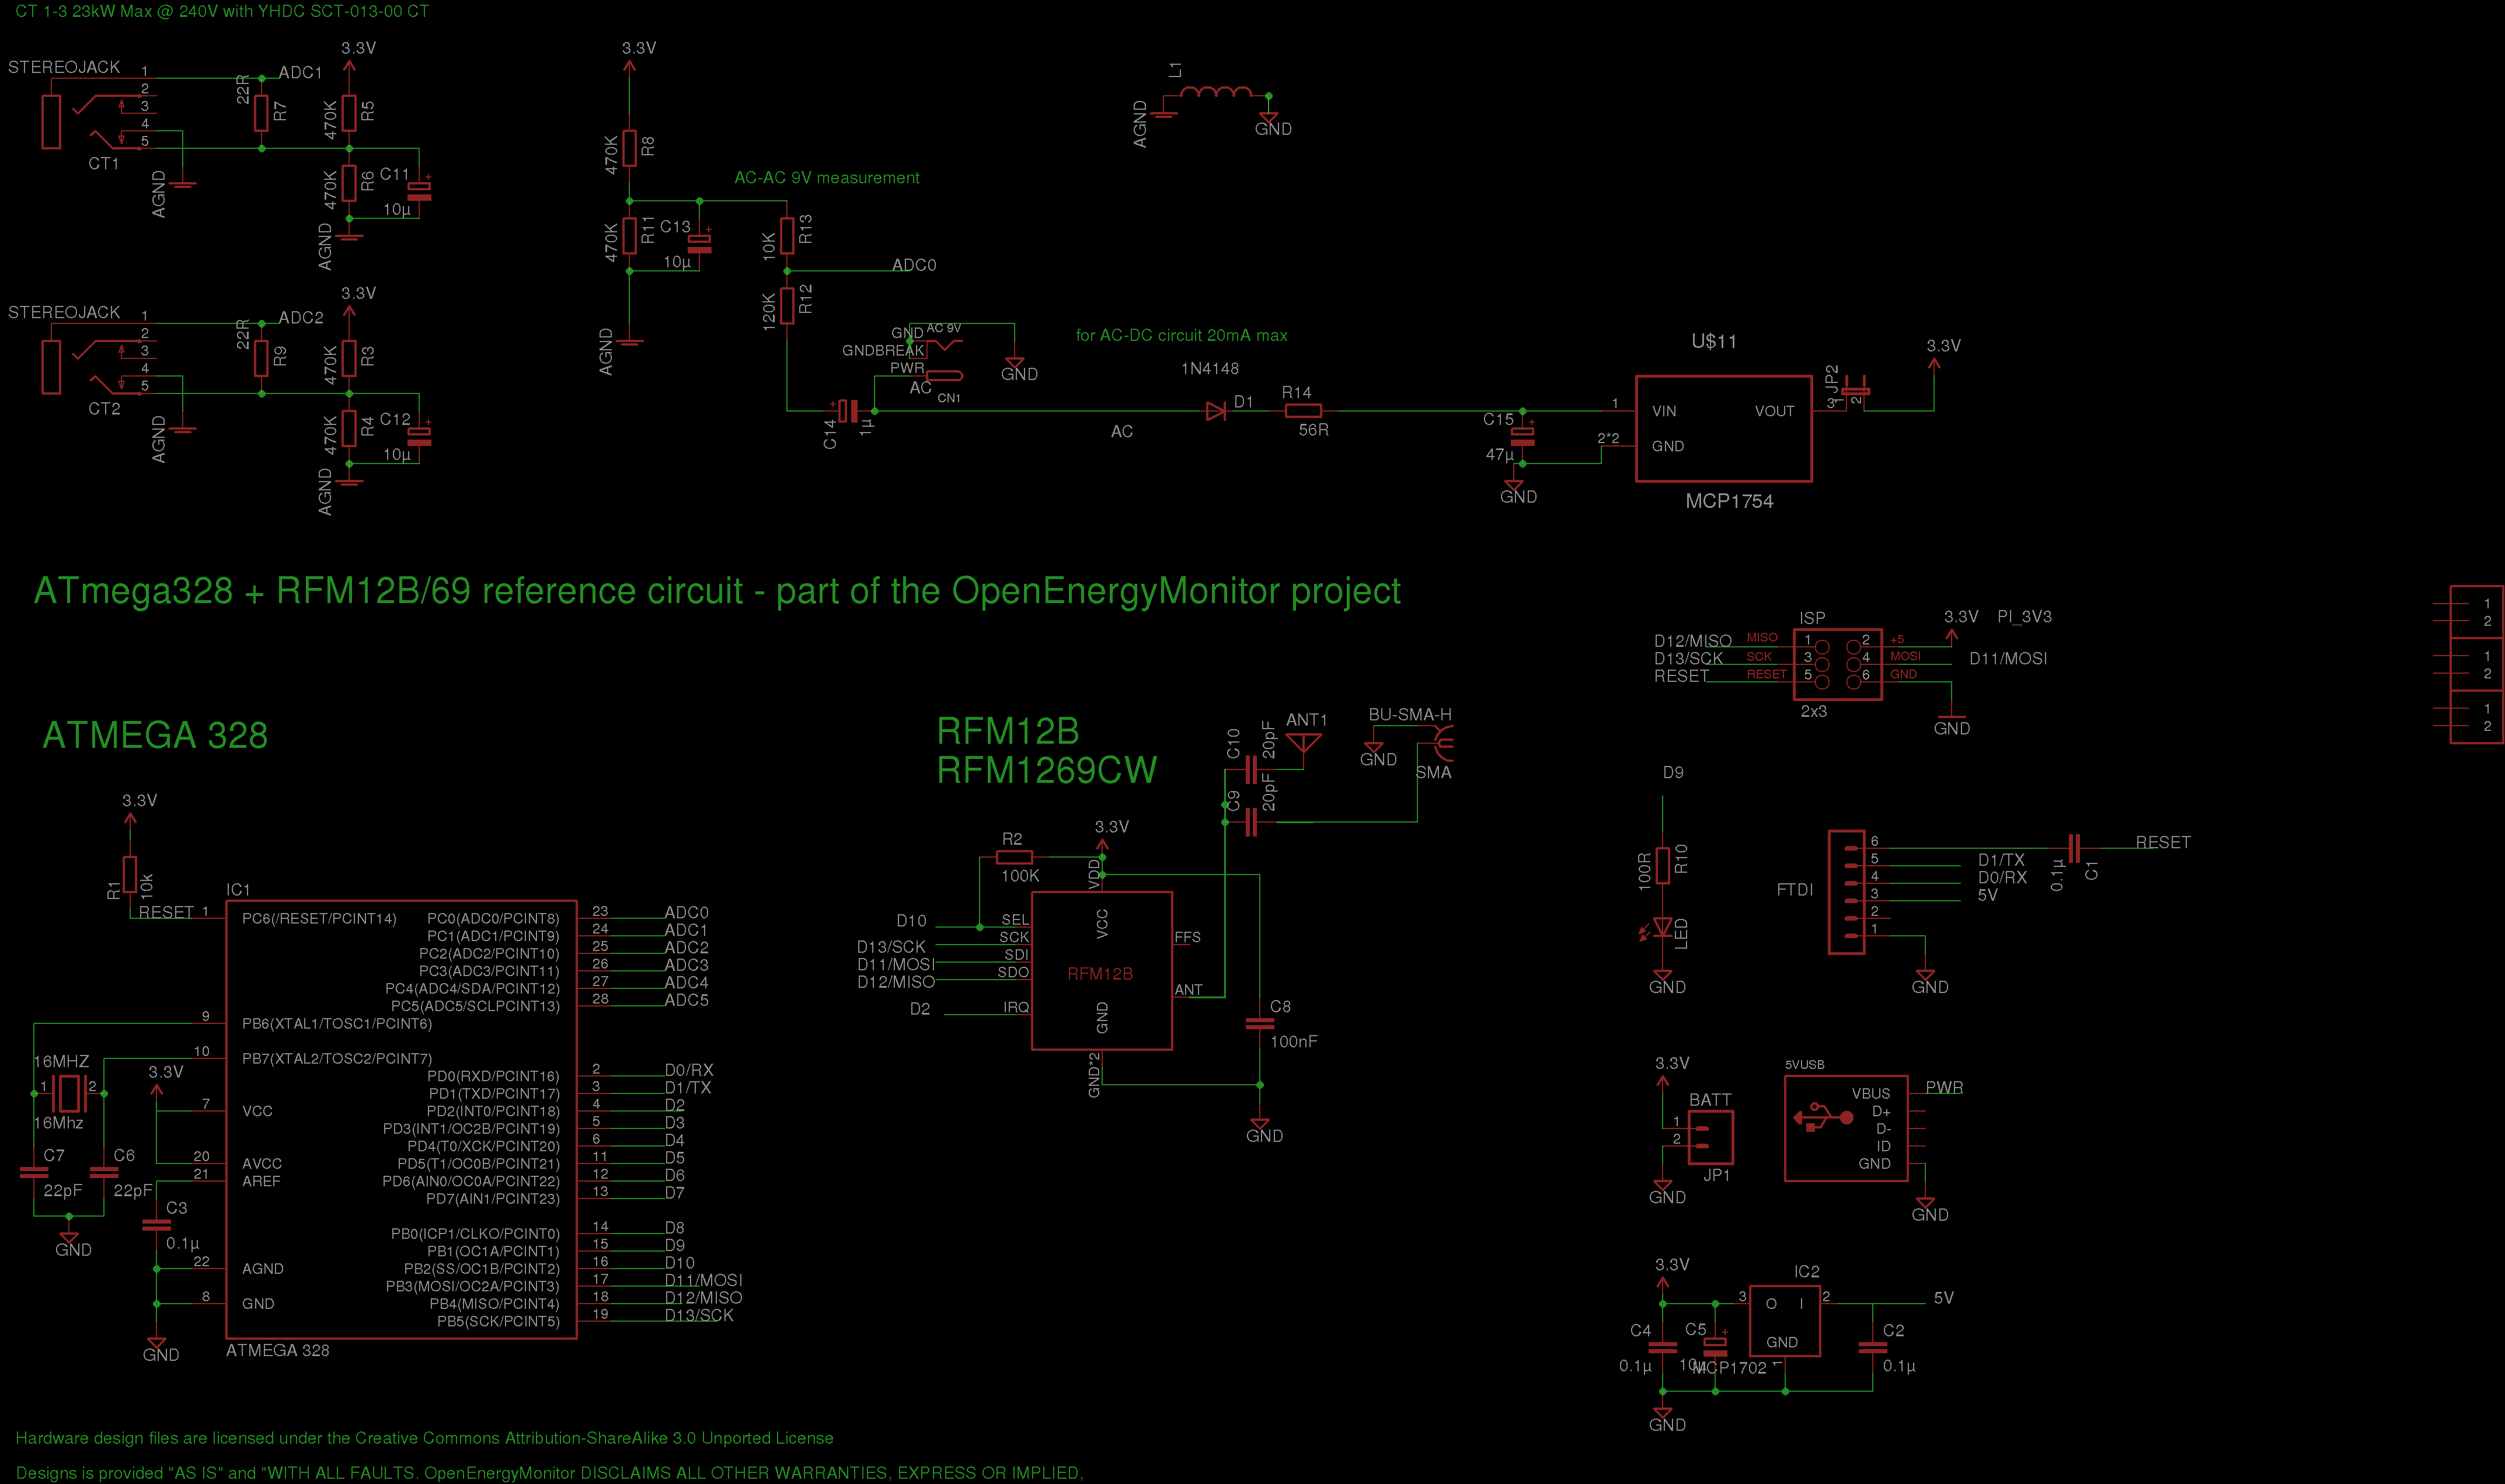 CT 1-3 23kW Max @ 240V with YHDC SCT-013-00 CT
STEREOJACK
1
2
3
4
5
CT1
AGND
22R
R7
ADC1
3.3V
470K
R5
470K
R6
C11
+
10µ
AGND
STEREOJACK
1
2
3
4
5
CT2
AGND
22R
R9
ADC2
3.3V
470K
R3
470K
R4
C12
+
10µ
AGND
3.3V
470K
R8
470K
R11
C13
+
10µ
AGND
AC-AC 9V measurement
10K
R13
ADC0
120K
R12
GND
AC 9V
GNDBREAK
PWR
AC
CN1
GND
+
C14
1µ
L1
AGND
GND
for AC-DC circuit 20mA max
1N4148
D1
AC
R14
56R
C15
+
47µ
GND
U$11
1
VIN
VOUT
3
2*2
GND
MCP1754
JP2
1
2
3.3V
ATmega328 + RFM12B/69 reference circuit - part of the OpenEnergyMonitor project
ISP
D12/MISO
MISO
1
2
+5
3.3V
PI_3V3
D13/SCK
SCK
3
4
MOSI
D11/MOSI
RESET
RESET
5
6
GND
2x3
GND
1
2
1
2
1
2
ATMEGA 328
3.3V
R1
10k
RESET
IC1
1
PC6(/RESET/PCINT14)
9
PB6(XTAL1/TOSC1/PCINT6)
10
PB7(XTAL2/TOSC2/PCINT7)
16MHZ
1
2
16Mhz
3.3V
7
VCC
20
AVCC
21
AREF
C7
22pF
C6
22pF
GND
C3
0.1µ
22
AGND
8
GND
GND
PC0(ADC0/PCINT8) 23 ADC0
PC1(ADC1/PCINT9) 24 ADC1
PC2(ADC2/PCINT10) 25 ADC2
PC3(ADC3/PCINT11) 26 ADC3
PC4(ADC4/SDA/PCINT12) 27 ADC4
PC5(ADC5/SCLPCINT13) 28 ADC5
PD0(RXD/PCINT16) 2 D0/RX
PD1(TXD/PCINT17) 3 D1/TX
PD2(INT0/PCINT18) 4 D2
PD3(INT1/OC2B/PCINT19) 5 D3
PD4(T0/XCK/PCINT20) 6 D4
PD5(T1/OC0B/PCINT21) 11 D5
PD6(AIN0/OC0A/PCINT22) 12 D6
PD7(AIN1/PCINT23) 13 D7
PB0(ICP1/CLKO/PCINT0) 14 D8
PB1(OC1A/PCINT1) 15 D9
PB2(SS/OC1B/PCINT2) 16 D10
PB3(MOSI/OC2A/PCINT3) 17 D11/MOSI
PB4(MISO/PCINT4) 18 D12/MISO
PB5(SCK/PCINT5) 19 D13/SCK
ATMEGA 328
RFM12B
RFM1269CW
C10
20pF
ANT1
C9
20pF
BU-SMA-H
GND
SMA
3.3V
R2
100K
VDD
D10
SEL
D13/SCK
SCK
D11/MOSI
SDI
D12/MISO
SDO
D2
IRQ
VCC
RFM12B
GND
FFS
ANT
GND*2
C8
100nF
GND
D9
100R
R10
LED
GND
FTDI
6
5
D1/TX
4
D0/RX
3
5V
2
1
0.1µ
C1
RESET
GND
3.3V
BATT
1
2
JP1
GND
5VUSB
VBUS
PWR
D+
D-
ID
GND
GND
3.3V
IC2
3
O
I
2
5V
GND
1
C4
0.1µ
C5
+
10µ
MCP1702
C2
0.1µ
GND
Hardware design files are licensed under the Creative Commons Attribution-ShareAlike 3.0 Unported License
Designs is provided "AS IS" and "WITH ALL FAULTS. OpenEnergyMonitor DISCLAIMS ALL OTHER WARRANTIES, EXPRESS OR IMPLIED,